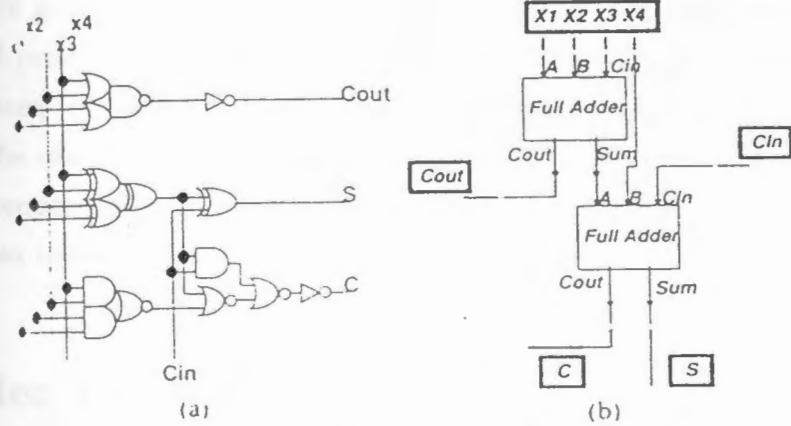 x2 x4
x3
Cout
S
C
Cin
(a)
X1 X2 X3 X4
A B Cin
Full Adder
Cout Sum
Cout
CIn
A B CIn
Full Adder
Cout Sum
C S
(b)